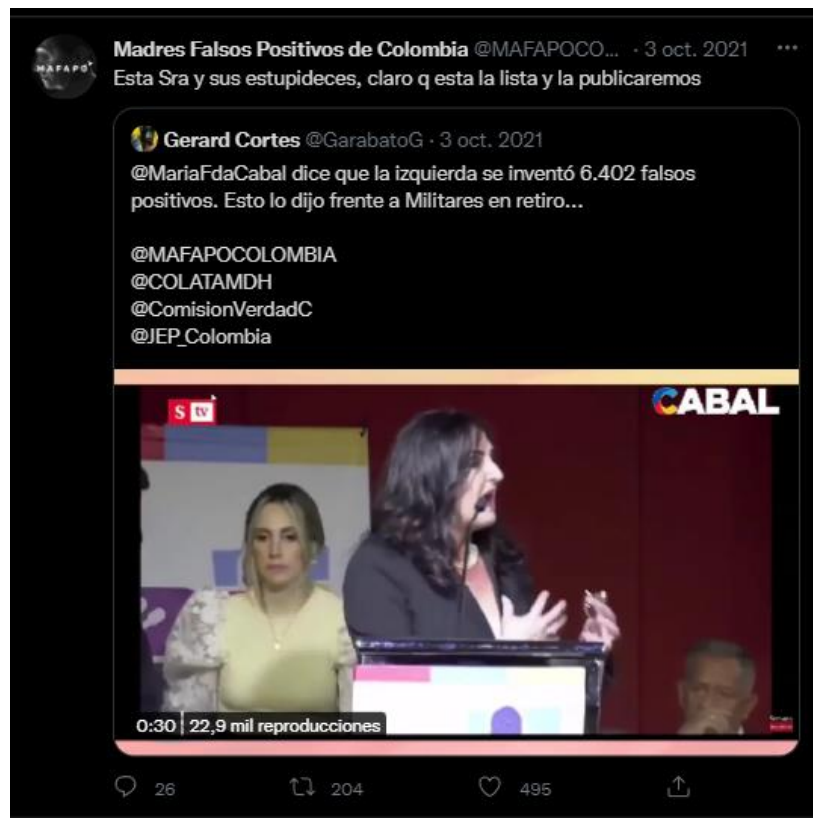 Madres Falsos Positivos de Colombia @MAFAPOCO... · 3 oct. 2021 ...
MAFAPO
Esta Sra y sus estupideces, claro q esta la lista y la publicaremos
Gerard Cortes @GarabatoG · 3 oct. 2021
@MariaFdaCabal dice que la izquierda se inventó 6.402 falsos
positivos. Esto lo dijo frente a Militares en retiro...
@MAFAPOCOLOMBIA
@COLATAMDH
@ComisionVerdadC
@JEP_Colombia
S tv
CABAL
0:30 22,9 mil reproducciones
26 204 495